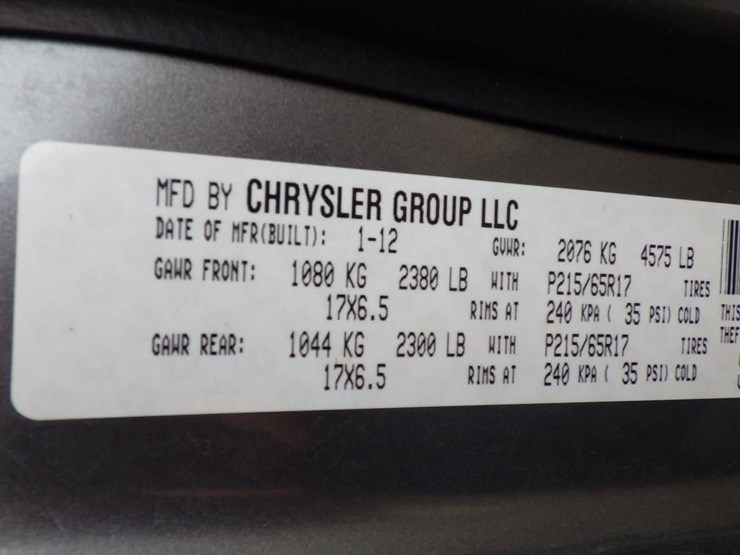 MFD BY CHRYSLER GROUP LLC
DATE OF MFR(BUILT): 1-12 GVWR: 2076 KG 4575 LB
GAWR FRONT: 1080 KG 2380 LB WITH P215/65R17 TIRES
17X6.5 RIMS AT 240 KPA ( 35 PSI) COLD THIS
GAWR REAR: 1044 KG 2300 LB WITH P215/65R17 TIRES THEF
17X6.5 RIMS AT 240 KPA ( 35 PSI) COLD